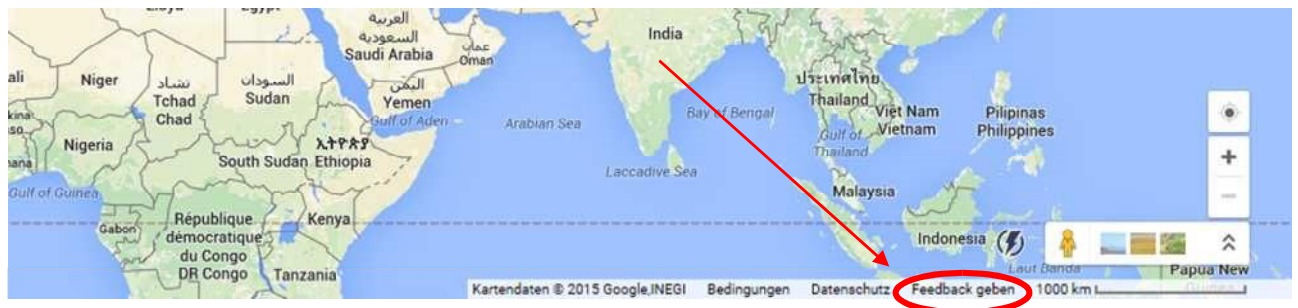 العربية
السعودية
Saudi Arabia
عمان
Oman
India
Niger
تشاد
Tchad
Chad
السودان
Sudan
اليمن
Yemen
Gulf of Aden
Arabian Sea
Bay of Bengal
ประเทศไทย
Thailand
Việt Nam
Vietnam
Pilipinas
Philippines
Nigeria
ኢትዮጵያ
South Sudan
Ethiopia
Gulf of
Thailand
Laccadive Sea
Malaysia
Gulf of Guinea
Gabon
République
démocratique
du Congo
DR Congo
Kenya
Tanzania
Indonesia
Laut Banda
Papua New
Guinea
Kartendaten © 2015 Google,INEGI Bedingungen Datenschutz Feedback geben 1000 km